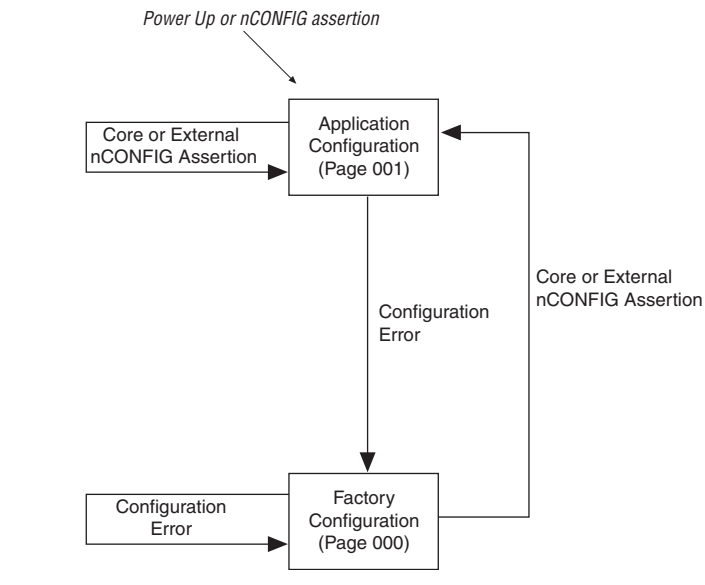 Power Up or nCONFIG assertion
Core or External
nCONFIG Assertion
Application
Configuration
(Page 001)
Core or External
nCONFIG Assertion
Configuration
Error
Configuration
Error
Factory
Configuration
(Page 000)